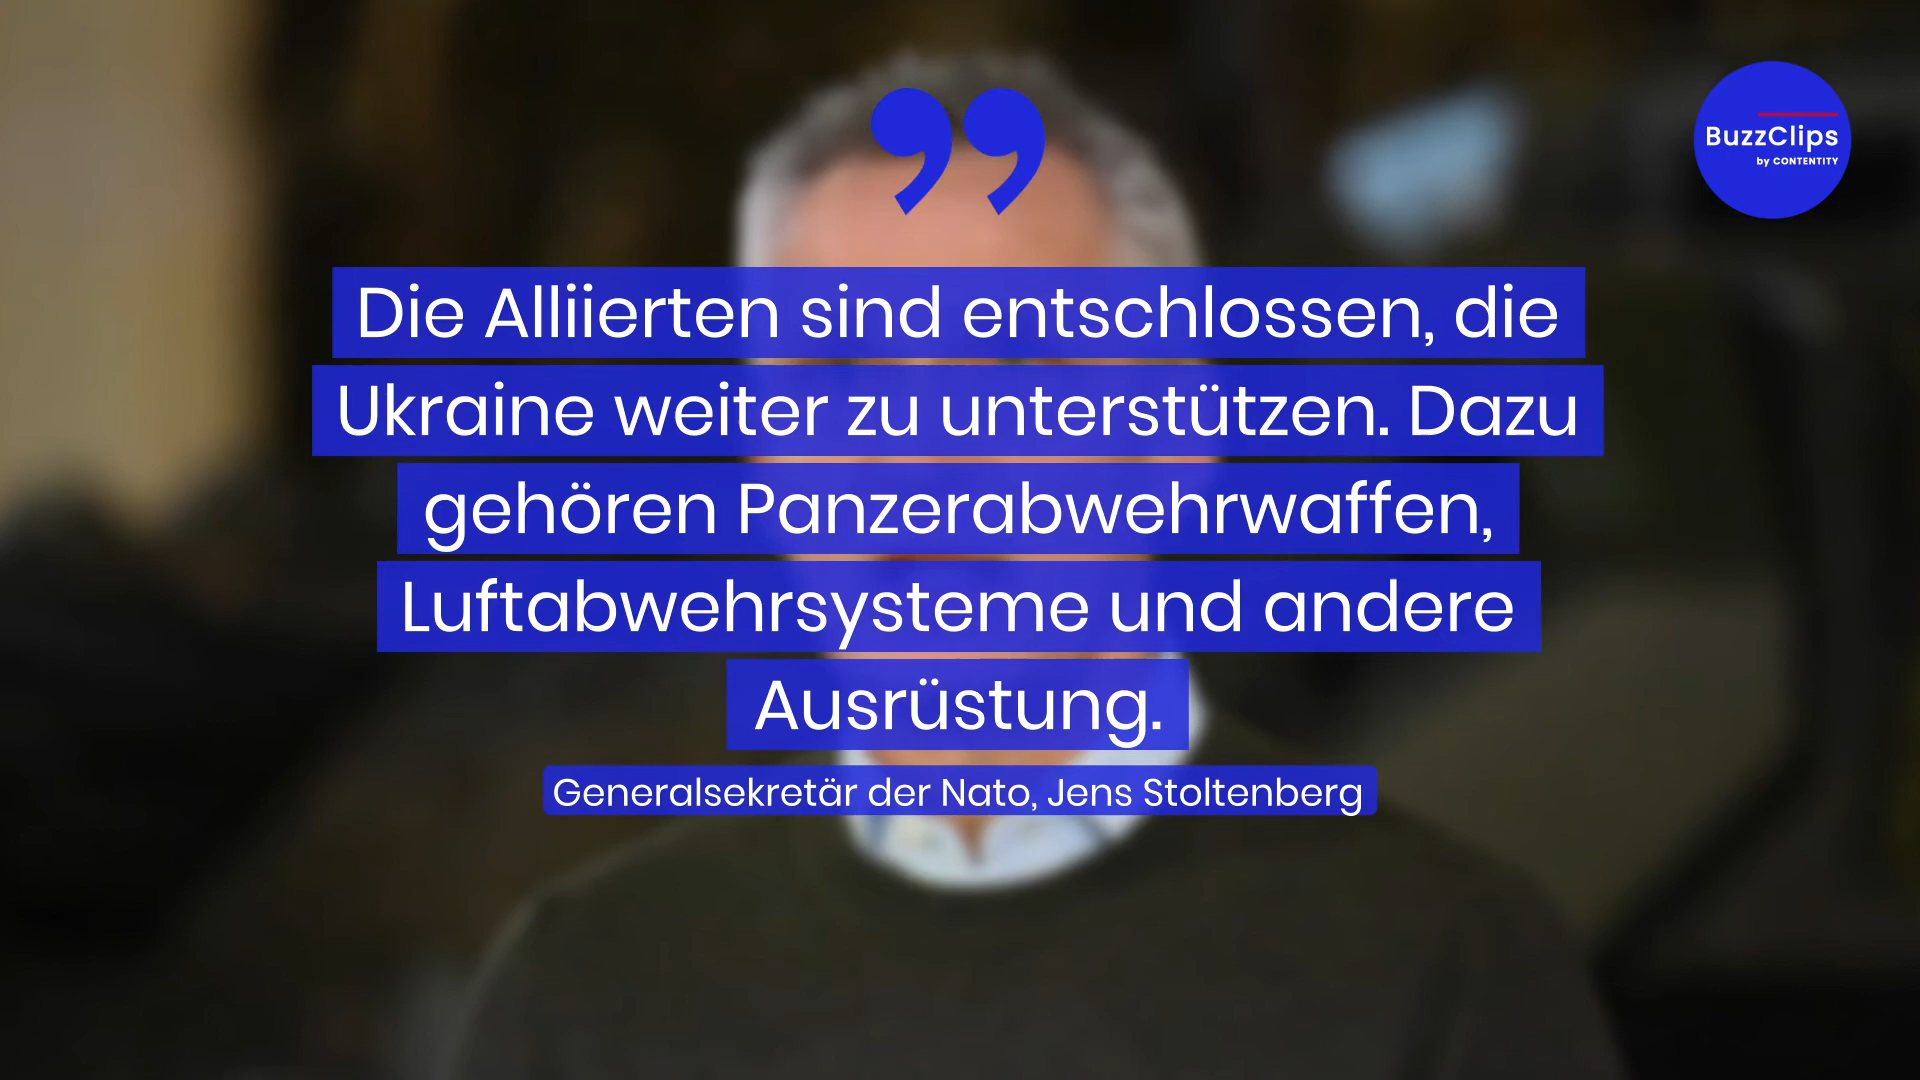 ”
Die Alliierten sind entschlossen, die
Ukraine weiter zu unterstützen. Dazu
gehören Panzerabwehrwaffen,
Luftabwehrsysteme und andere
Ausrüstung.
Generalsekretär der Nato, Jens Stoltenberg
BuzzClips
by CONTENTITY